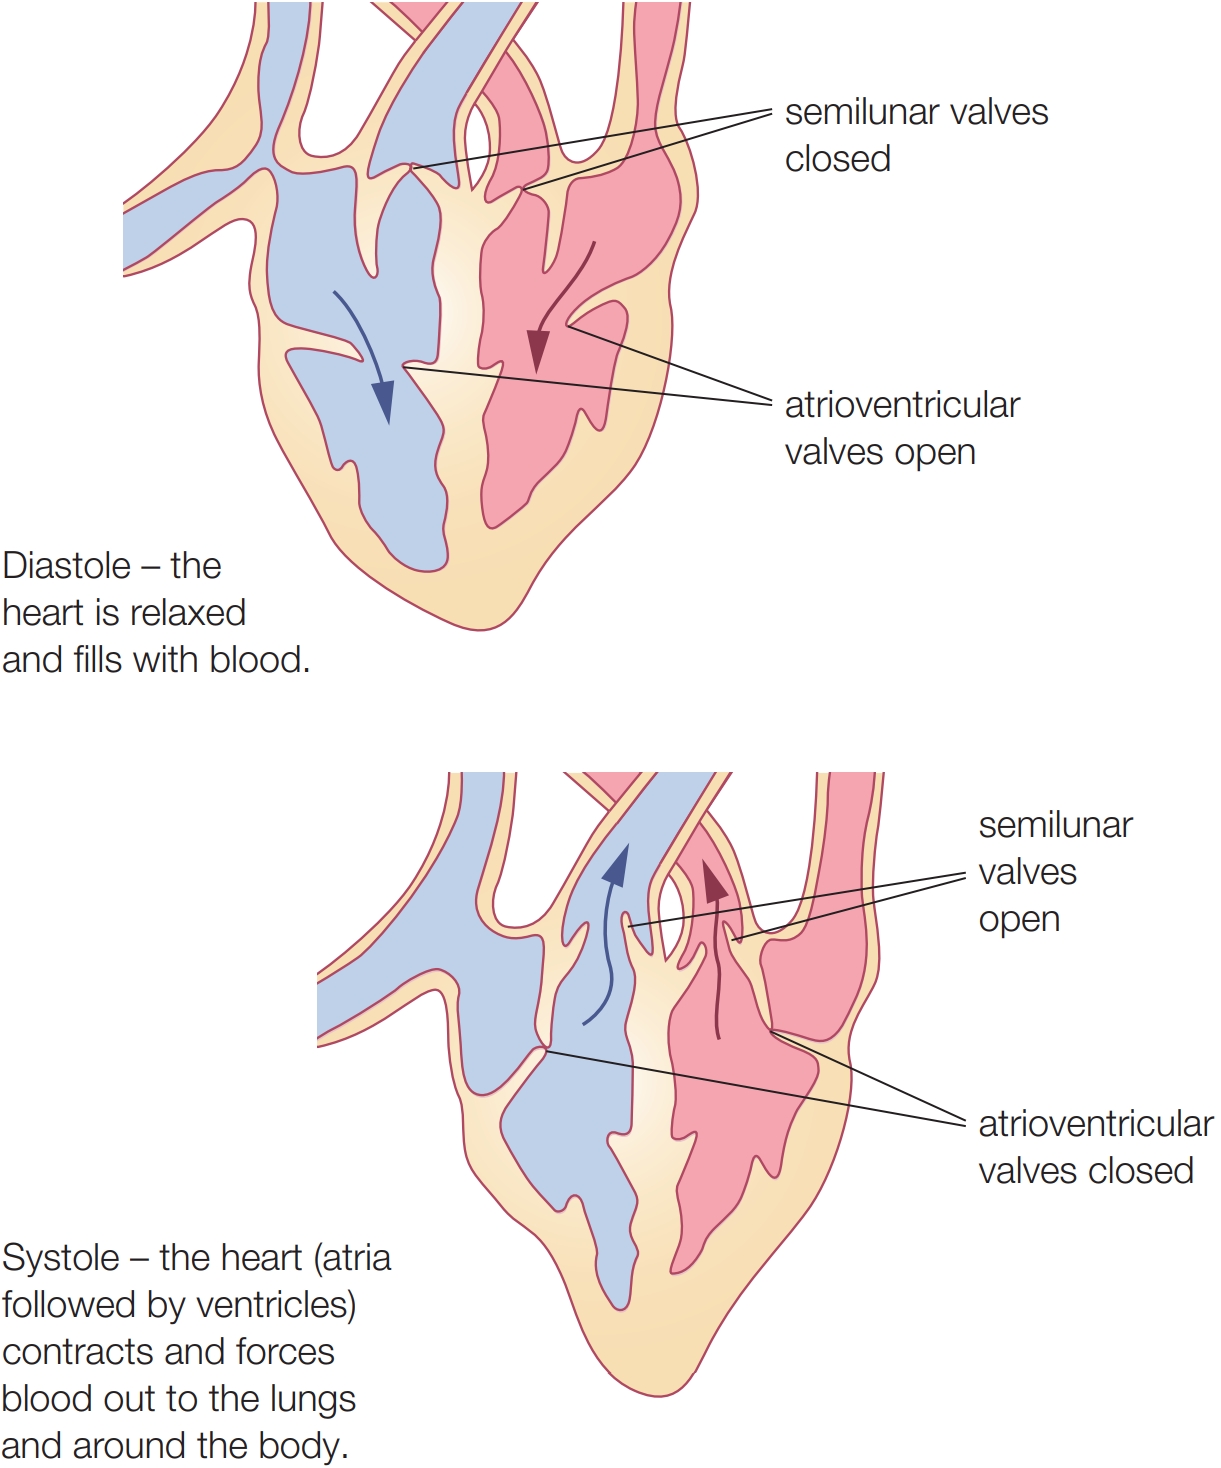 semilunar valves
closed
atrioventricular
valves open
Diastole – the
heart is relaxed
and fills with blood.
semilunar
valves
open
atrioventricular
valves closed
Systole – the heart (atria
followed by ventricles)
contracts and forces
blood out to the lungs
and around the body.